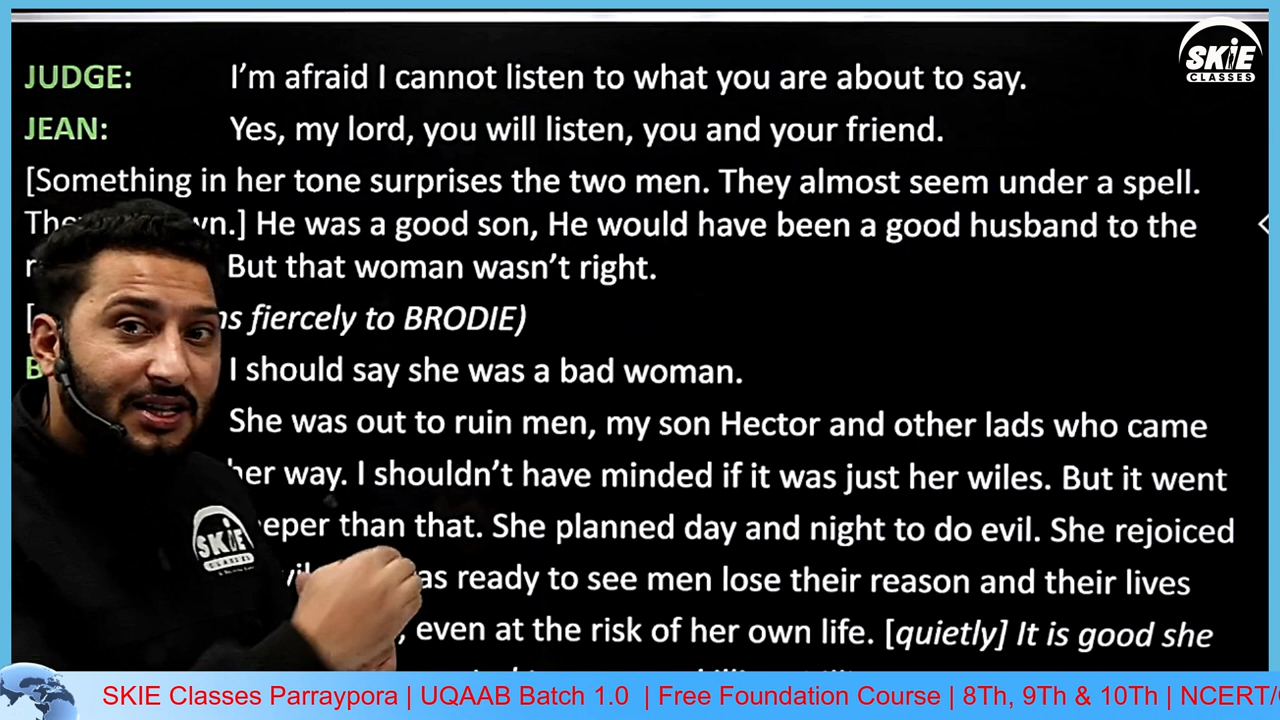 SKIE
CLASSES
JUDGE: I'm afraid I cannot listen to what you are about to say.
JEAN: Yes, my lord, you will listen, you and your friend.
[Something in her tone surprises the two men. They almost seem under a spell.
wn.] He was a good son, He would have been a good husband to the
But that woman wasn't right.
[ ns fiercely to BRODIE)
B I should say she was a bad woman.
She was out to ruin men, my son Hector and other lads who came
her way. I shouldn't have minded if it was just her wiles. But it went
eeper than that. She planned day and night to do evil. She rejoiced
as ready to see men lose their reason and their lives
, even at the risk of her own life. [quietly] It is good she
SKIE
CLASSES
SKIE Classes Parraypora | UQAAB Batch 1.0 | Free Foundation Course | 8Th, 9Th & 10Th | NCERT/